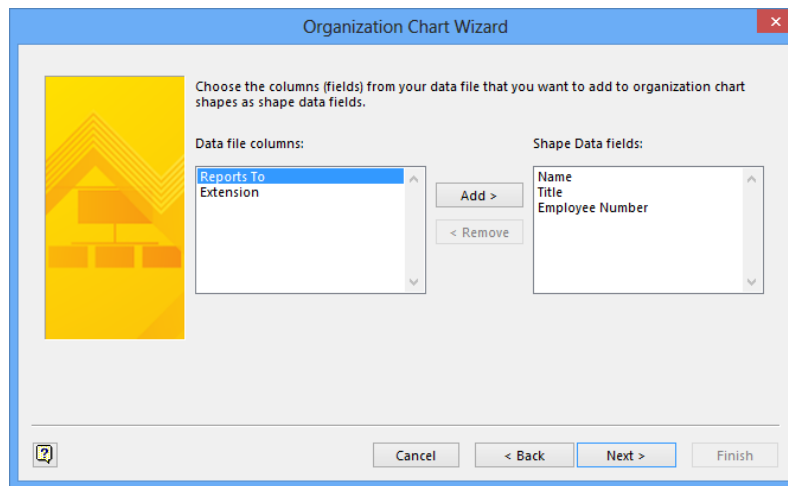 Organization Chart Wizard
Choose the columns (fields) from your data file that you want to add to organization chart
shapes as shape data fields.
Data file columns:
Shape Data fields:
Reports To
Extension
Add >
< Remove
Name
Title
Employee Number
Cancel
< Back
Next >
Finish